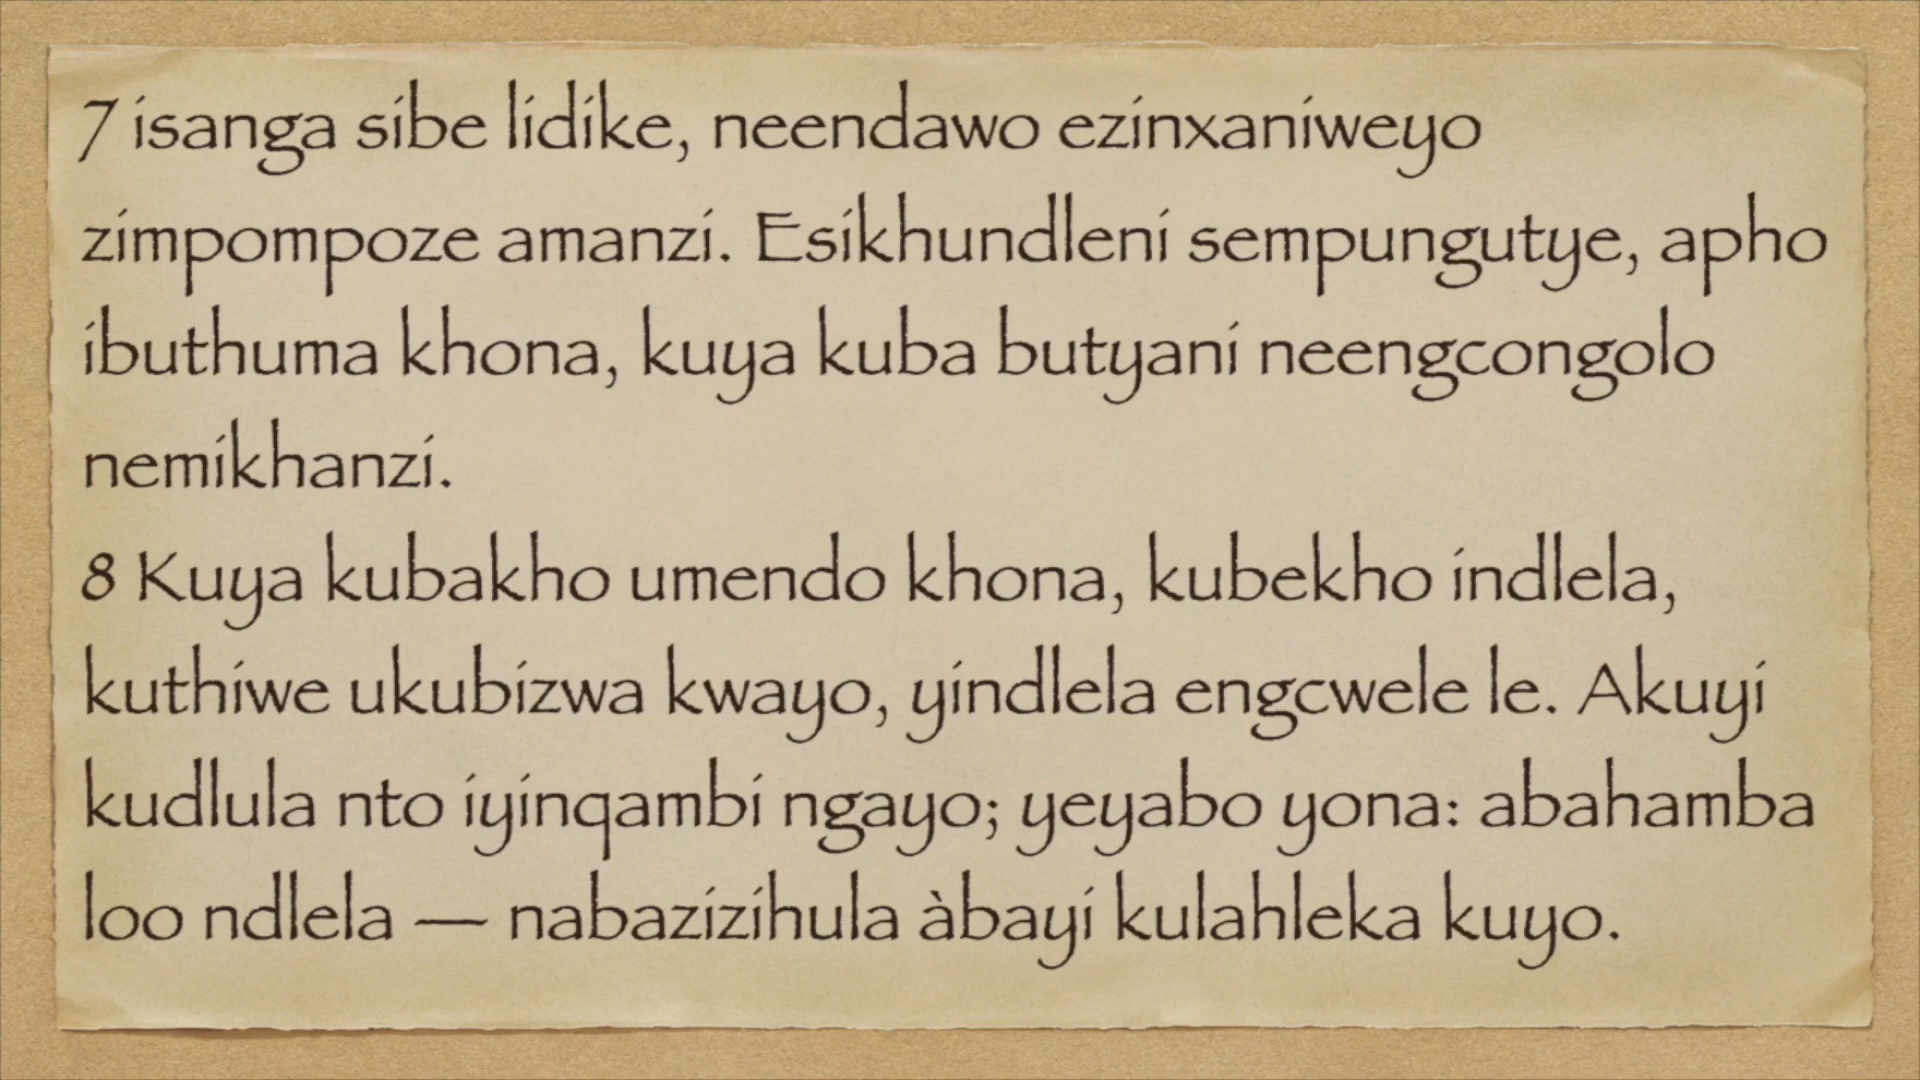 7 isanga sibe lidike, neendawo ezinxaniweyo
zimpompoze amanzi. Esikhundleni sempungutye, apho
ibuthuma khona, kuya kuba butyani neengcongolo
nemikhanzi.
8 Kuya kubakho umendo khona, kubekho indlela,
kuthiwe ukubizwa kwayo, yindlela engcwele le. Akuyi
kudlula nto iyinqambi ngayo; yeyabo yona: abahamba
loo ndlela — nabazizihula àbayi kulahleka kuyo.